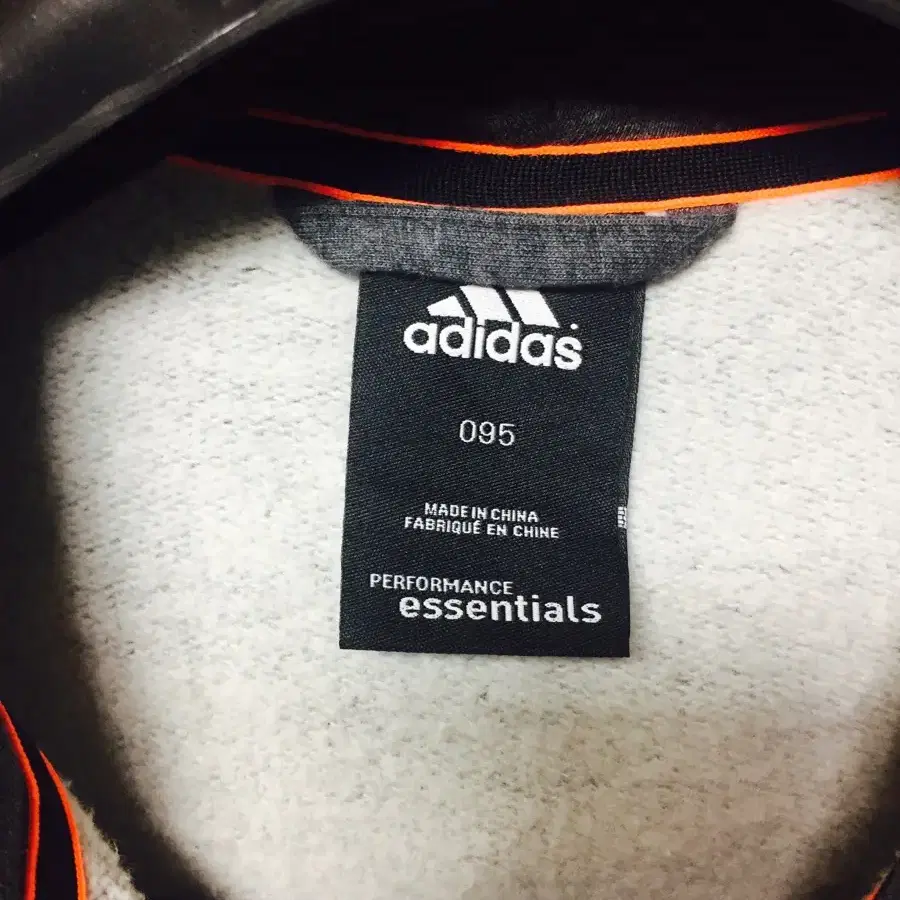 adidas
095
MADE IN CHINA
FABRIQUÉ EN CHINE
PERFORMANCE
essentials